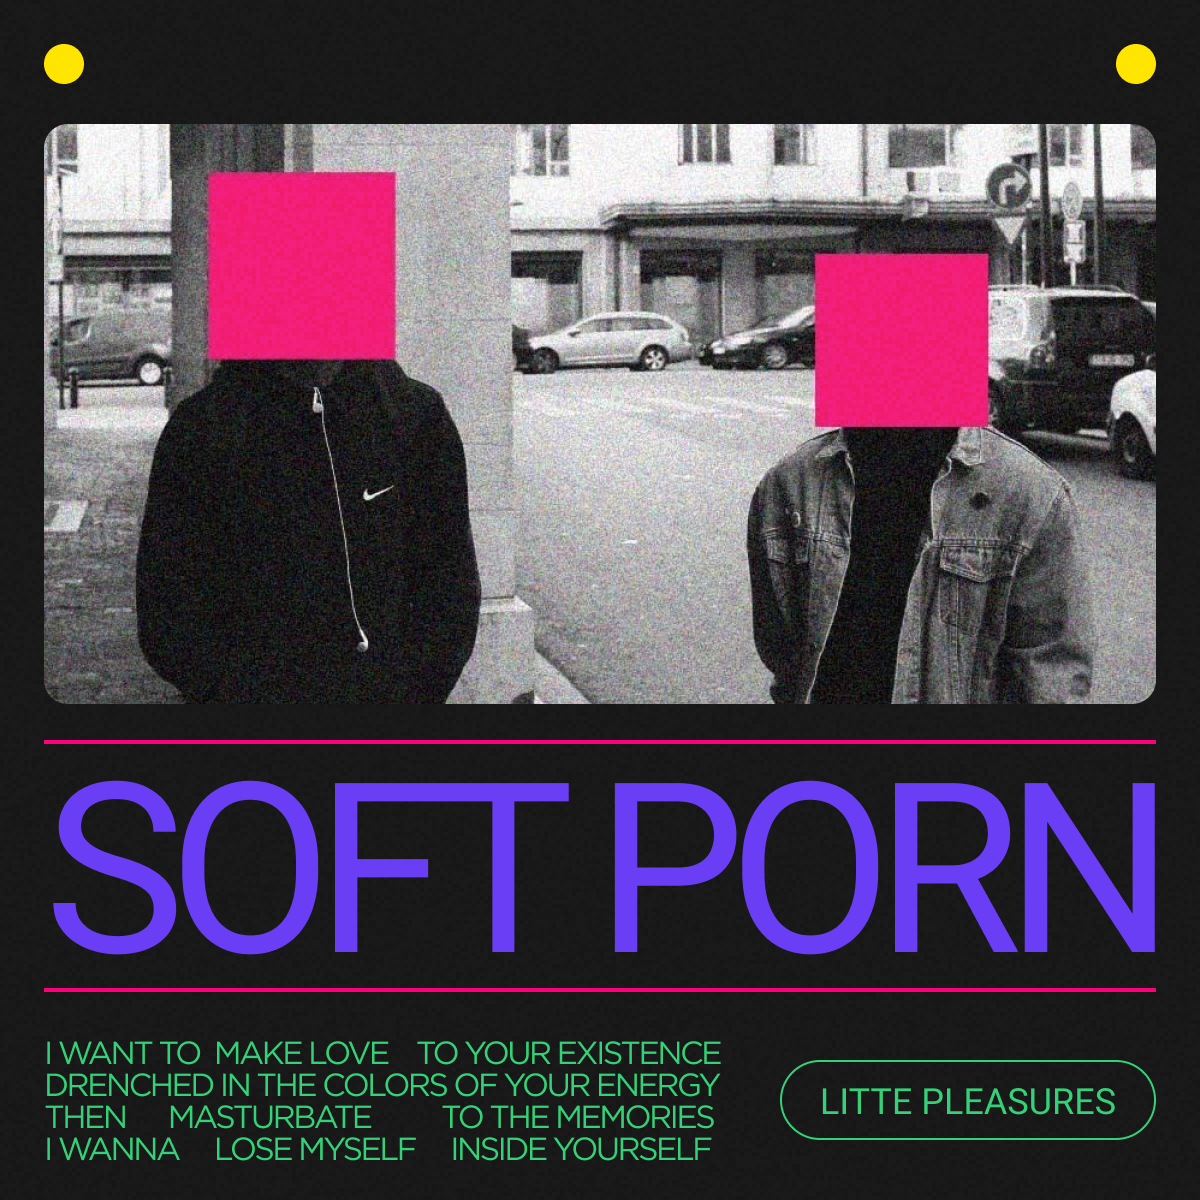 SOFT PORN
I WANT TO MAKE LOVE TO YOUR EXISTENCE
DRENCHED IN THE COLORS OF YOUR ENERGY
THEN MASTURBATE TO THE MEMORIES
I WANNA LOSE MYSELF INSIDE YOURSELF
LITTE PLEASURES